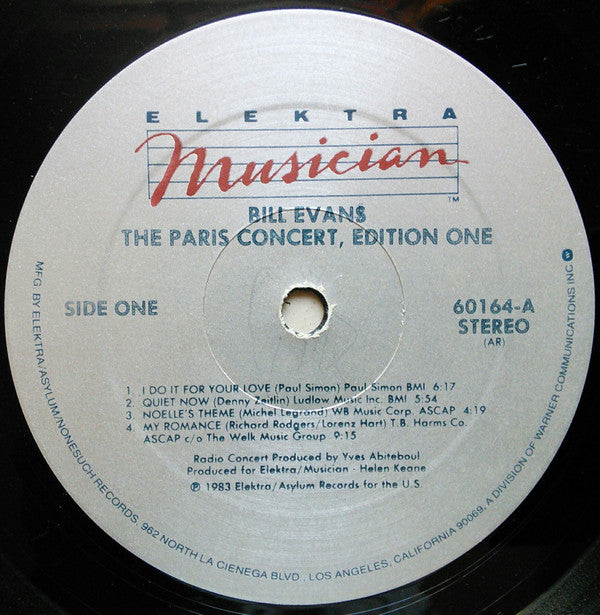 ELEKTRA
Musician
TM
BILL EVANS
THE PARIS CONCERT, EDITION ONE
SIDE ONE
60164-A
STEREO
(AR)
1. I DO IT FOR YOUR LOVE (Paul Simon) Paul Simon BMI 6:17
2. QUIET NOW (Denny Zeitlin) Ludlow Music Inc. BMI 5:54
3. NOELLE'S THEME (Michel Legrand) WB Music Corp. ASCAP 4:19
4. MY ROMANCE (Richard Rodgers/Lorenz Hart) T.B. Harms Co.
ASCAP c/o The Welk Music Group 9:15
Radio Concert Produced by Yves Abiteboul
Produced for Elektra/Musician - Helen Keane
℗ 1983 Elektra/Asylum Records for the U.S.
MFG. BY ELEKTRA/ASYLUM/NONESUCH RECORDS, 962 NORTH LA CIENEGA BLVD., LOS ANGELES, CALIFORNIA 90069, A DIVISION OF WARNER COMMUNICATIONS INC